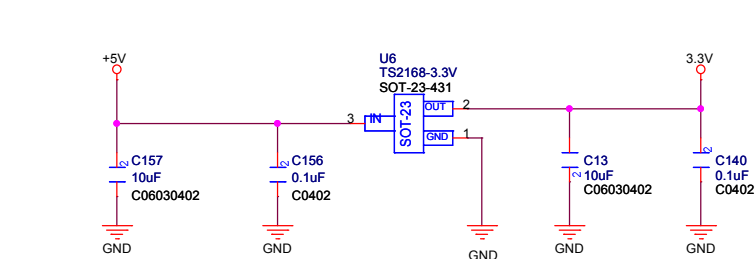 +5V
U6
TS2168-3.3V
SOT-23-431
3.3V
3
IN
SOT-23
OUT
2
GND
1
2
C157
10uF
C06030402
2
C156
0.1uF
C0402
C13
10uF
2
C06030402
2
C140
0.1uF
C0402
GND
GND
GND
GND
GND